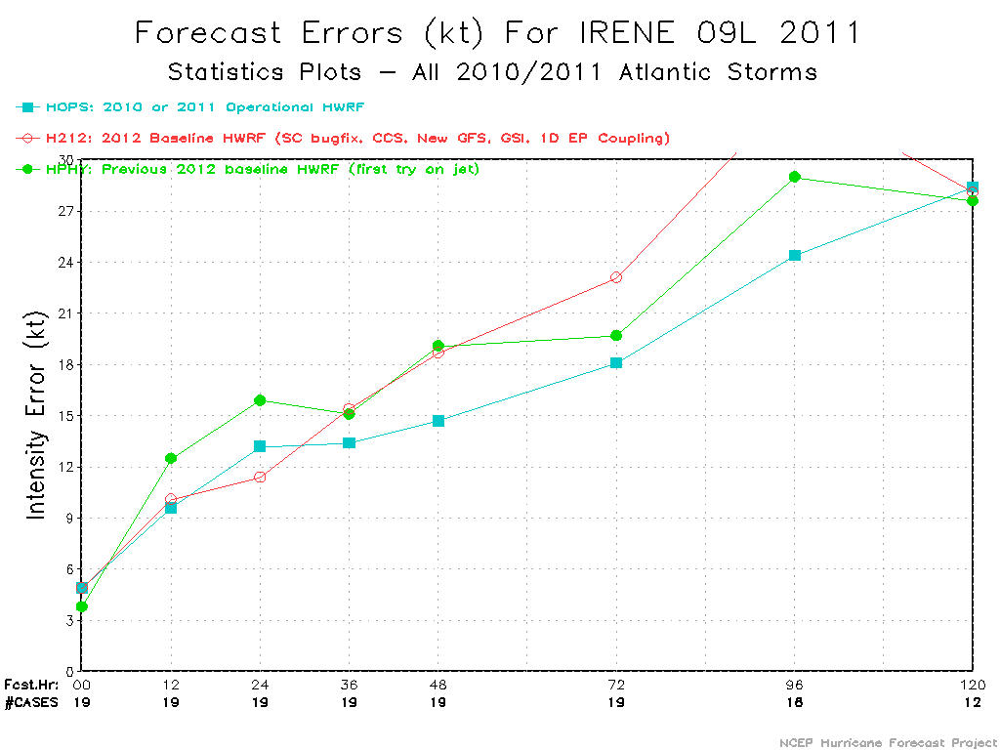 Forecast Errors (kt) For IRENE 09L 2011
Statistics Plots – All 2010/2011 Atlantic Storms
HOPS: 2010 or 2011 Operational HWRF
H212: 2012 Baseline HWRF (SC bugfix, CCS, New GFS, GSI, 1D EP Coupling)
HPHY: Previous 2012 baseline HWRF (first try on jet)
30
27
24
21
18
15
12
9
6
3
0
Intensity Error (kt)
Fcst.Hr: 00 12 24 36 48 72 96 120
#CASES 19 19 19 19 19 19 16 12
NCEP Hurricane Forecast Project